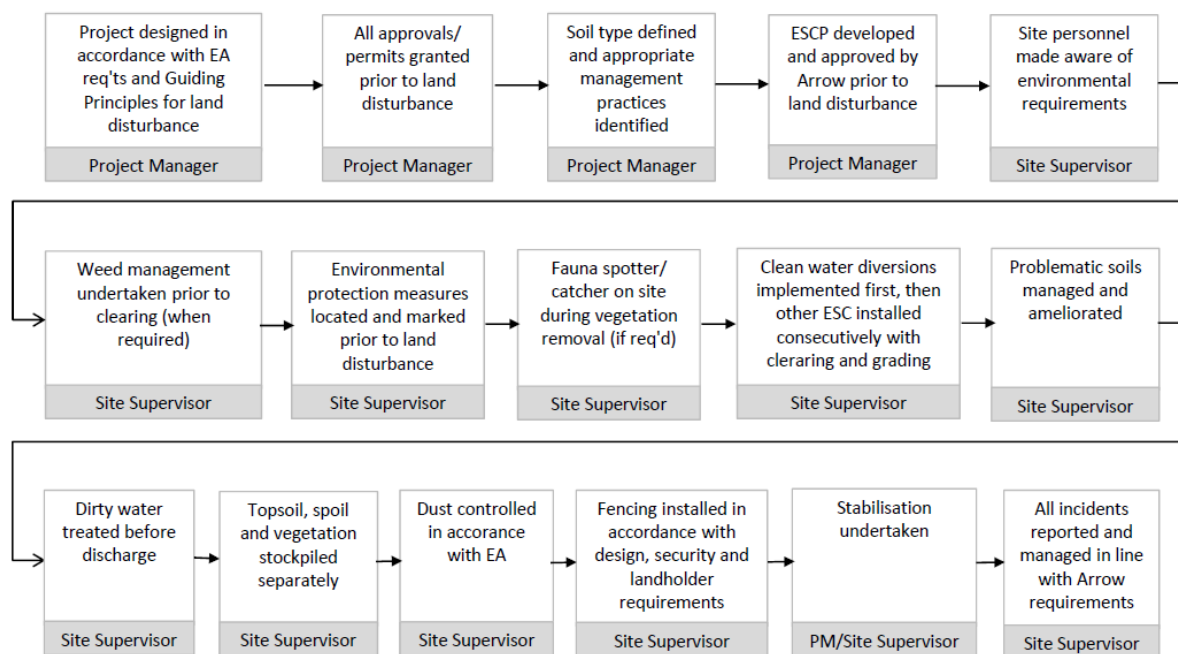 Project designed in
accordance with EA
req'ts and Guiding
Principles for land
disturbance
Project Manager
All approvals/
permits granted
prior to land
disturbance
Project Manager
Soil type defined
and appropriate
management
practices
identified
Project Manager
ESCP developed
and approved by
Arrow prior to
land disturbance
Project Manager
Site personnel
made aware of
environmental
requirements
Site Supervisor
Weed management
undertaken prior to
clearing (when
required)
Site Supervisor
Environmental
protection measures
located and marked
prior to land
disturbance
Site Supervisor
Fauna spotter/
catcher on site
during vegetation
removal (if req'd)
Site Supervisor
Clean water diversions
implemented first, then
other ESC installed
consecutively with
cleraring and grading
Site Supervisor
Problematic soils
managed and
ameliorated
Site Supervisor
Dirty water
treated before
discharge
Site Supervisor
Topsoil, spoil
and vegetation
stockpiled
separately
Site Supervisor
Dust controlled
in accorance
with EA
Site Supervisor
Fencing installed in
accordance with
design, security and
landholder
requirements
Site Supervisor
Stabilisation
undertaken
PM/Site Supervisor
All incidents
reported and
managed in line
with Arrow
requirements
Site Supervisor